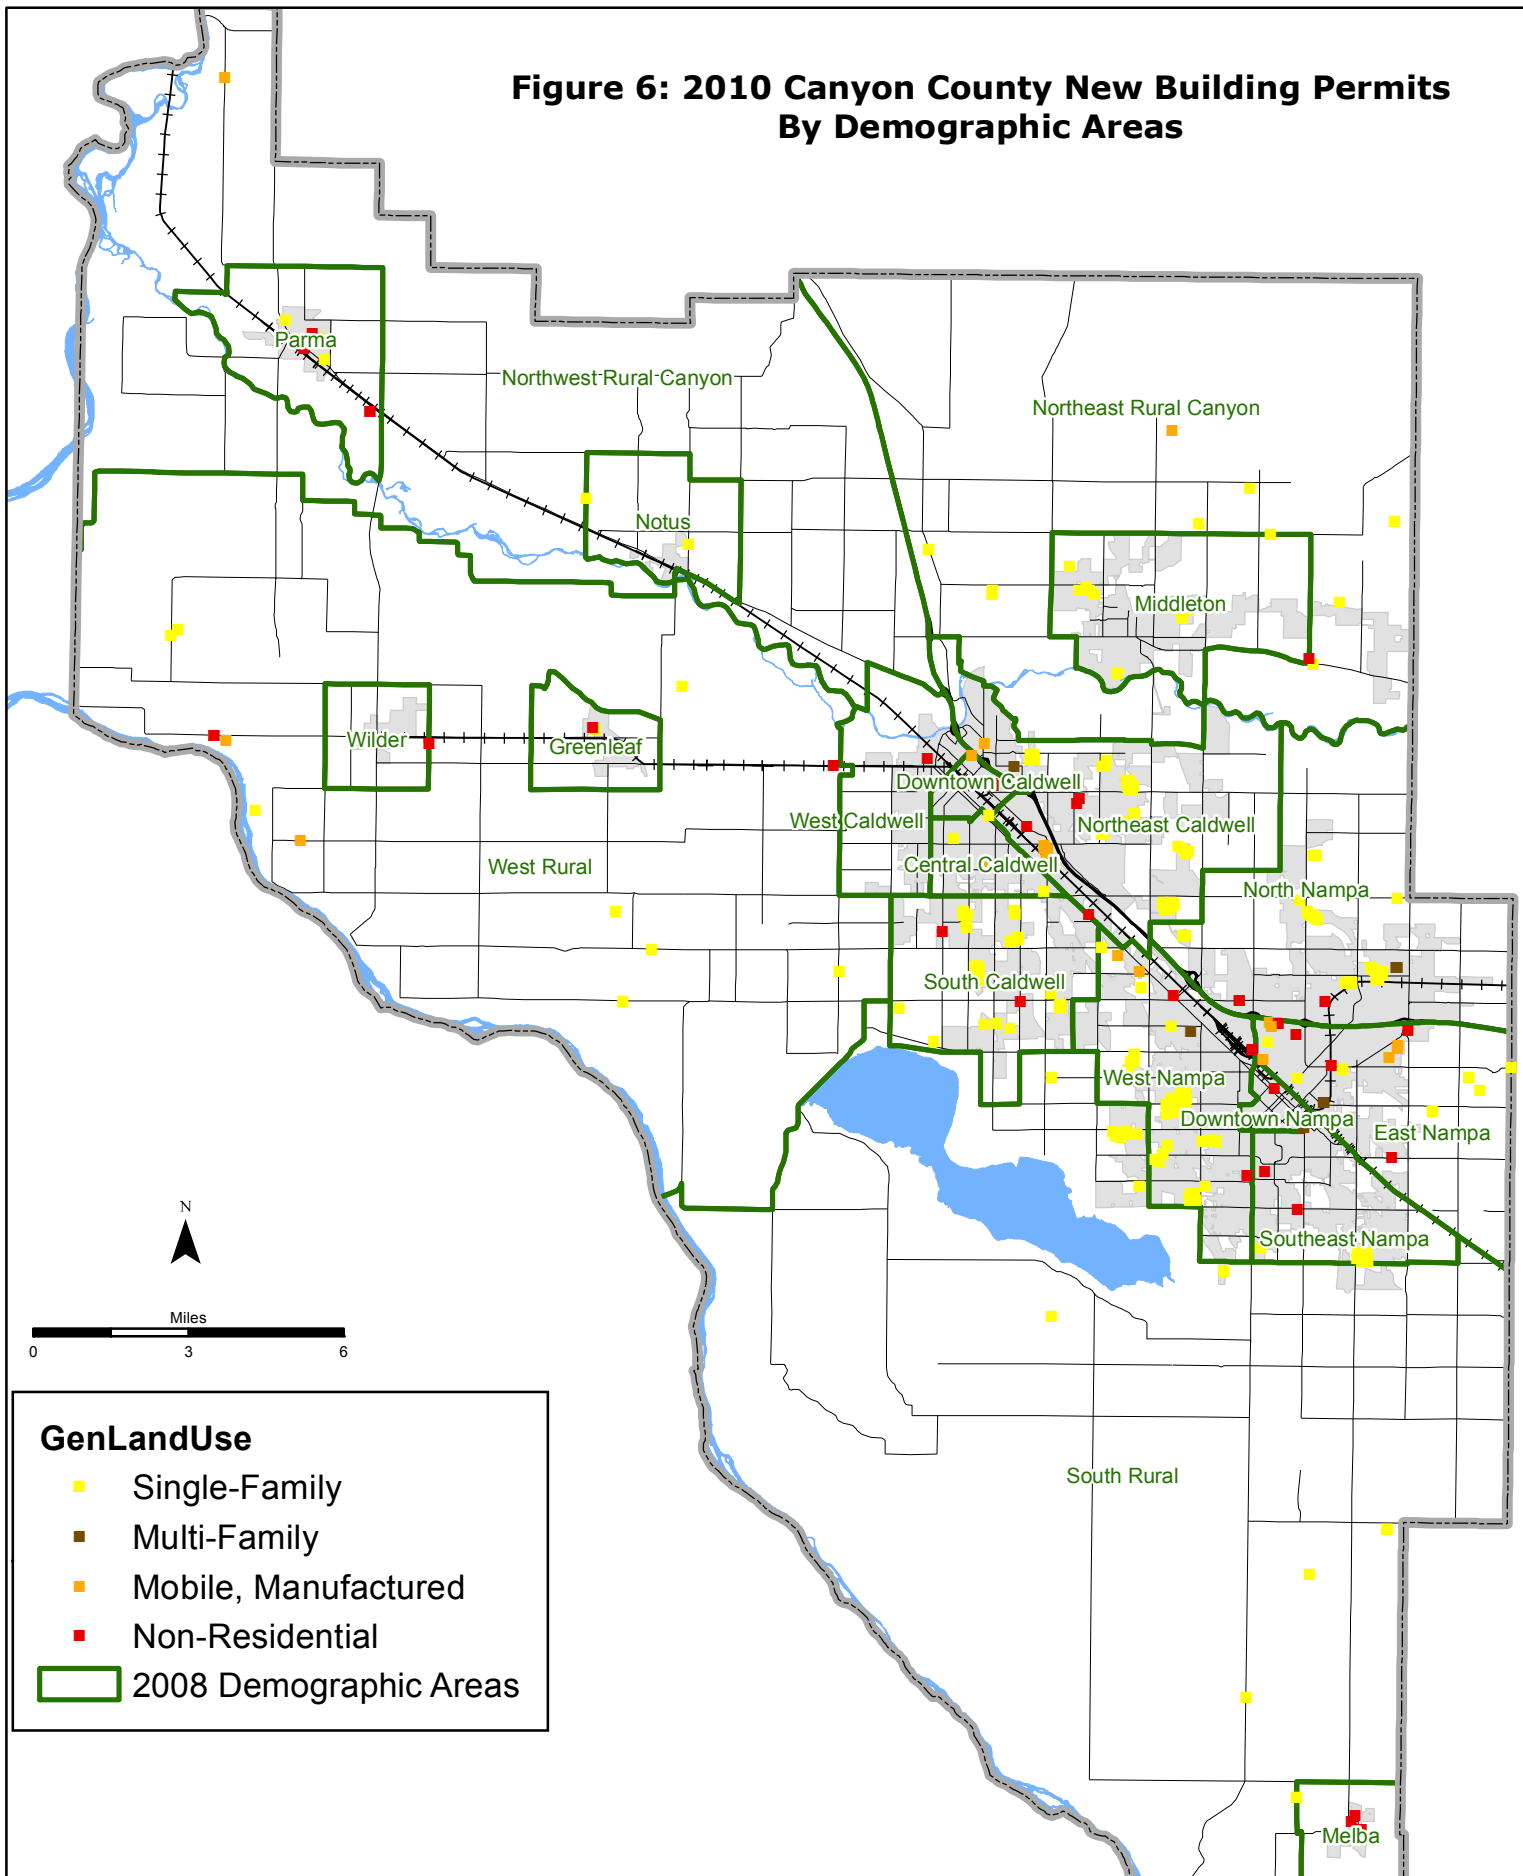 Figure 6: 2010 Canyon County New Building Permits
By Demographic Areas
Parma
Northwest Rural Canyon
Northeast Rural Canyon
Notus
Middleton
Wilder
Greenleaf
Downtown Caldwell
West Caldwell
Northeast Caldwell
West Rural
Central Caldwell
North Nampa
South Caldwell
West Nampa
Downtown Nampa
East Nampa
Southeast Nampa
N
Miles
0 3 6
GenLandUse
Single-Family
Multi-Family
Mobile, Manufactured
Non-Residential
2008 Demographic Areas
South Rural
Melba